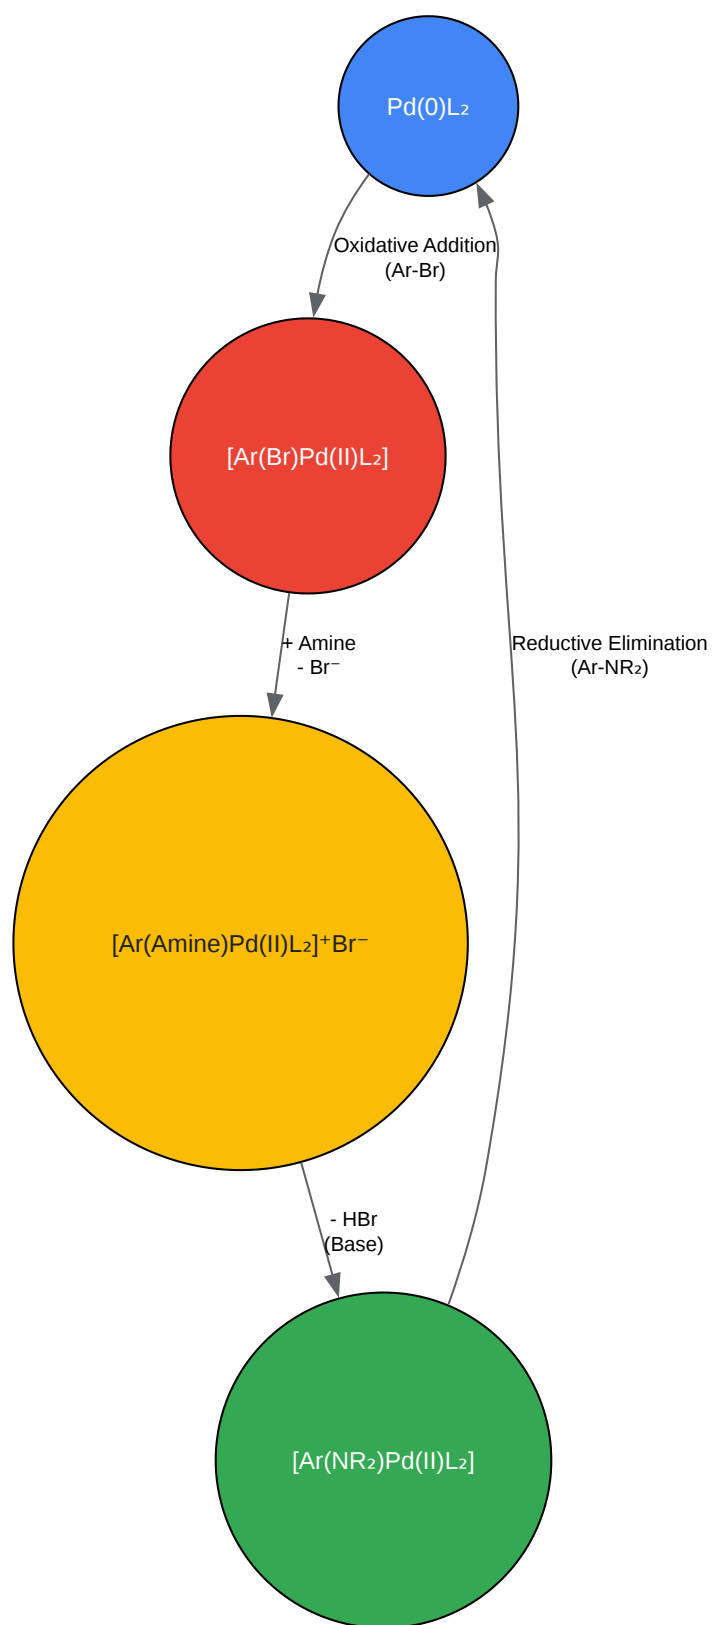 Pd(0)L₂
Oxidative Addition
(Ar-Br)
[Ar(Br)Pd(II)L₂]
+ Amine
- Br⁻
Reductive Elimination
(Ar-NR₂)
[Ar(Amine)Pd(II)L₂]⁺Br⁻
- HBr
(Base)
[Ar(NR₂)Pd(II)L₂]